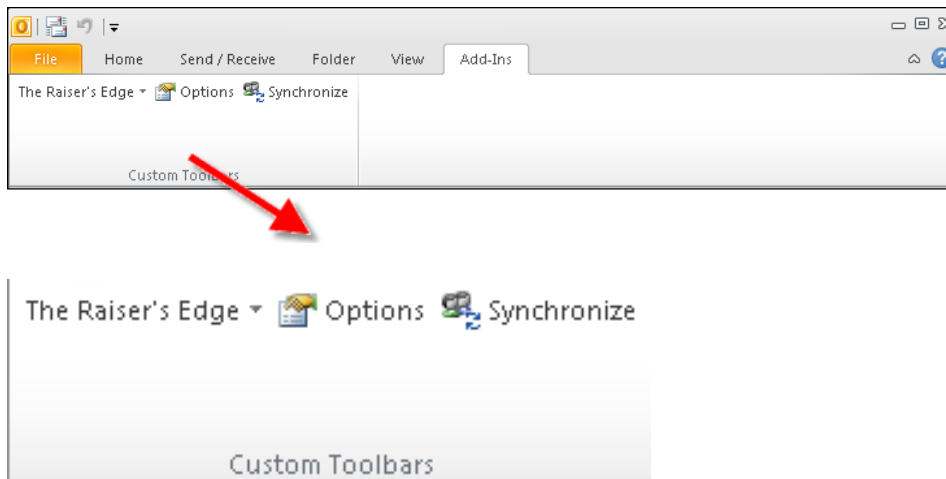 File Home Send / Receive Folder View Add-Ins
The Raiser's Edge Options Synchronize
Custom Toolbars
The Raiser's Edge Options Synchronize
Custom Toolbars